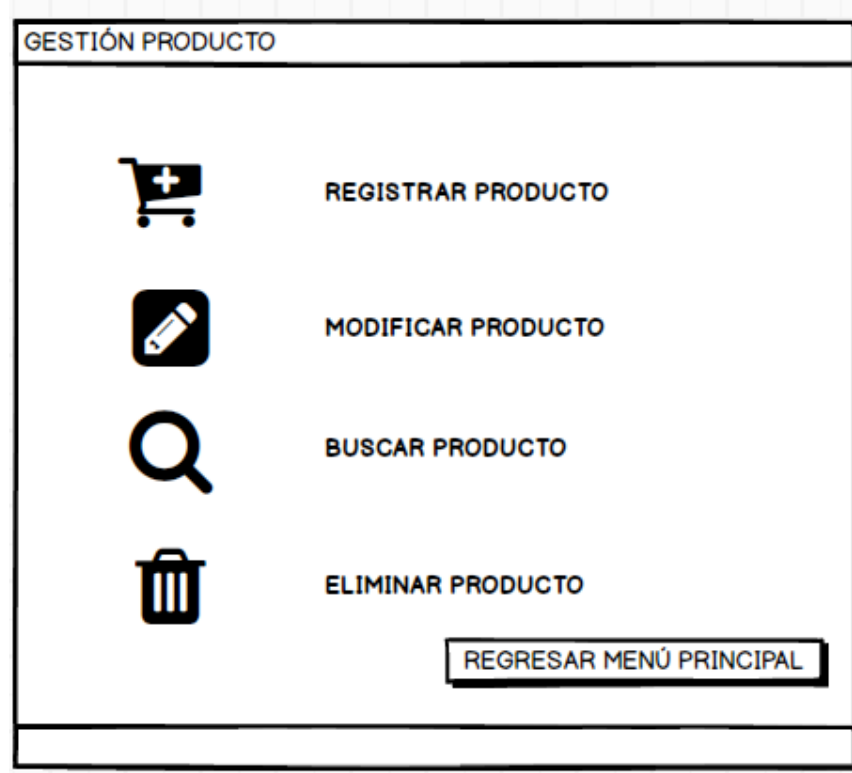 GESTIÓN PRODUCTO
REGISTRAR PRODUCTO
MODIFICAR PRODUCTO
BUSCAR PRODUCTO
ELIMINAR PRODUCTO
REGRESAR MENÚ PRINCIPAL